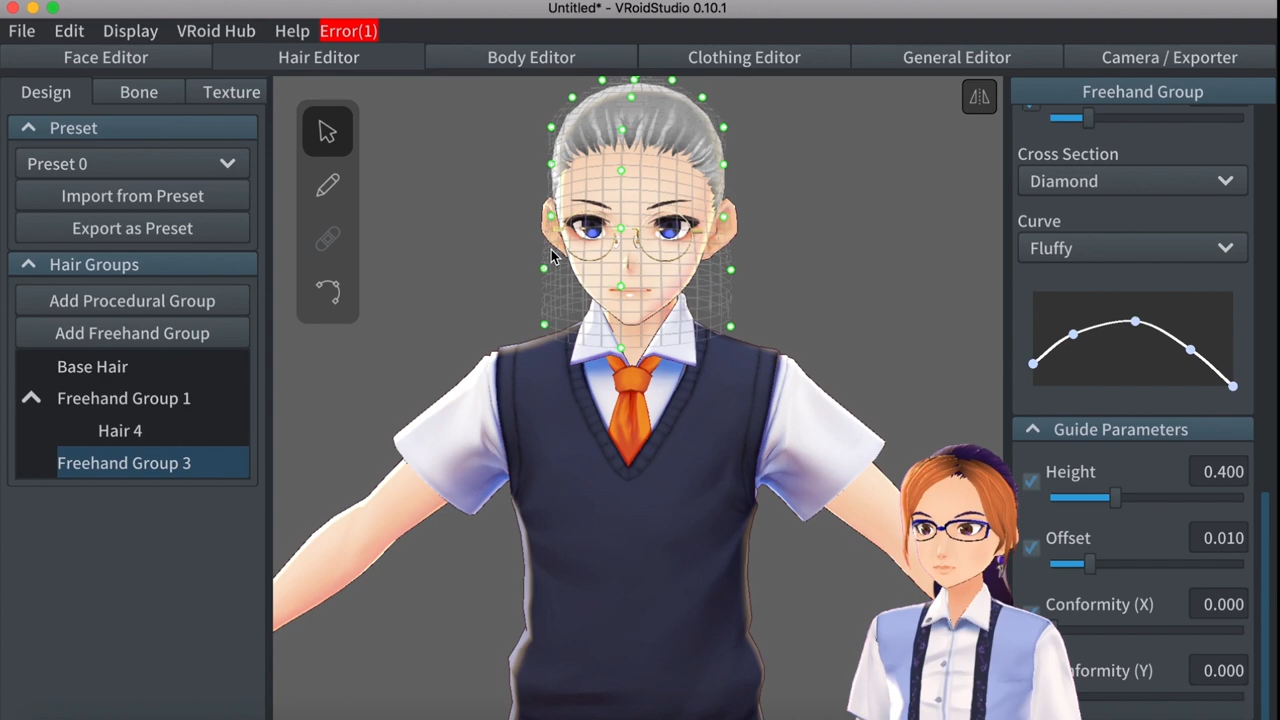 Untitled* - VRoidStudio 0.10.1
File Edit Display VRoid Hub Help Error(1)
Face Editor Hair Editor Body Editor Clothing Editor General Editor Camera / Exporter
Design Bone Texture
Preset
Preset 0
Import from Preset
Export as Preset
Hair Groups
Add Procedural Group
Add Freehand Group
Base Hair
Freehand Group 1
Hair 4
Freehand Group 3
Freehand Group
Cross Section
Diamond
Curve
Fluffy
Guide Parameters
Height 0.400
Offset 0.010
Conformity (X) 0.000
nformity (Y) 0.000